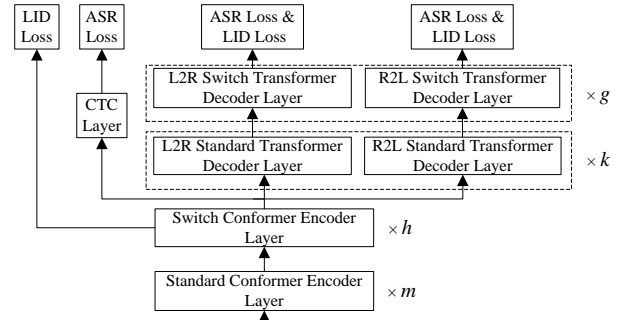 LID
Loss
ASR
Loss
ASR Loss &
LID Loss
ASR Loss &
LID Loss
L2R Switch Transformer
Decoder Layer
R2L Switch Transformer
Decoder Layer
× g
CTC
Layer
L2R Standard Transformer
Decoder Layer
R2L Standard Transformer
Decoder Layer
× k
Switch Conformer Encoder
Layer
× h
Standard Conformer Encoder
Layer
× m